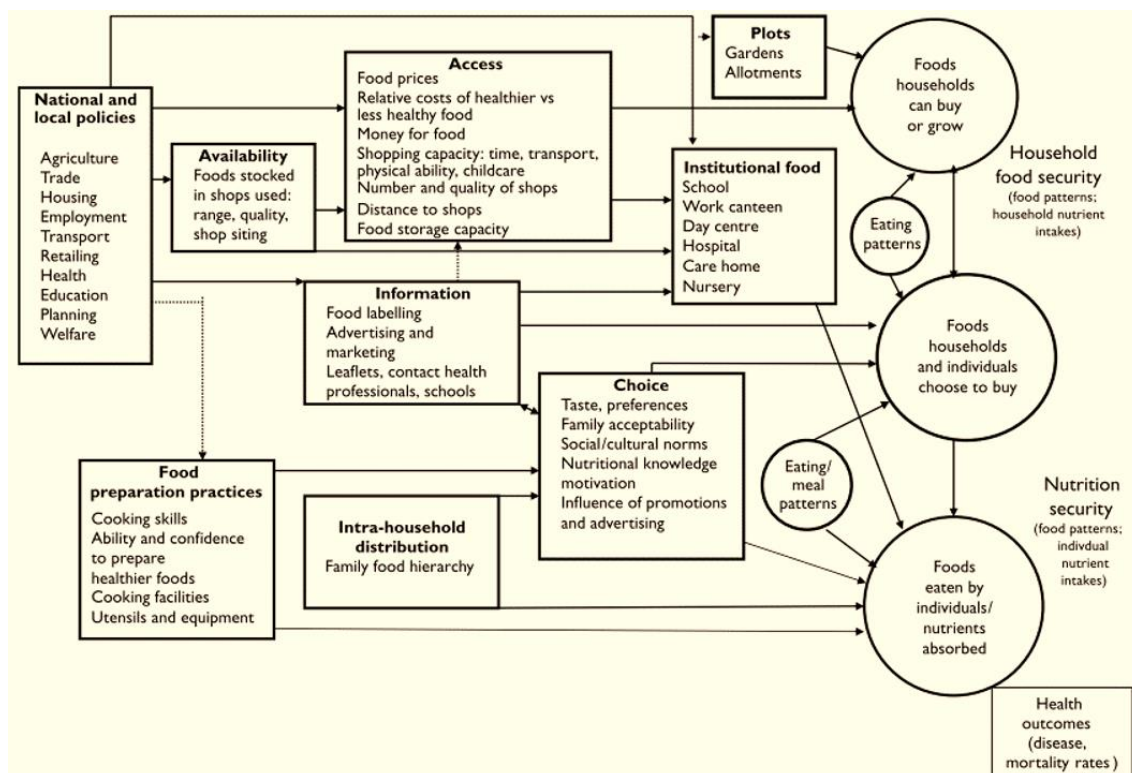 National and
local policies
Agriculture
Trade
Housing
Employment
Transport
Retailing
Health
Education
Planning
Welfare
Availability
Foods stocked
in shops used:
range, quality,
shop siting
Access
Food prices
Relative costs of healthier vs
less healthy food
Money for food
Shopping capacity: time, transport,
physical ability, childcare
Number and quality of shops
Distance to shops
Food storage capacity
Plots
Gardens
Allotments
Institutional food
School
Work canteen
Day centre
Hospital
Care home
Nursery
Information
Food labelling
Advertising and
marketing
Leaflets, contact health
professionals, schools
Choice
Taste, preferences
Family acceptability
Social/cultural norms
Nutritional knowledge
motivation
Influence of promotions
and advertising
Food
preparation practices
Cooking skills
Ability and confidence
to prepare
healthier foods
Cooking facilities
Utensils and equipment
Intra-household
distribution
Family food hierarchy
Foods
households
can buy
or grow
Eating
patterns
Household
food security
(food patterns;
household nutrient
intakes)
Foods
households
and individuals
choose to buy
Eating/
meal
patterns
Nutrition
security
(food patterns;
indivdual
nutrient
intakes)
Foods
eaten by
individuals/
nutrients
absorbed
Health
outcomes
(disease,
mortality rates )